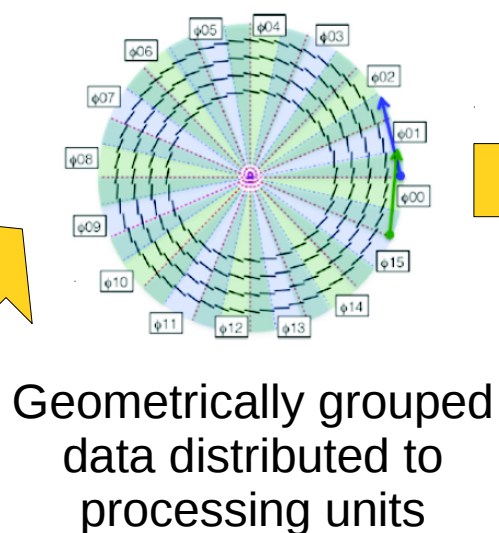 ϕ05
ϕ04
ϕ03
ϕ06
ϕ02
ϕ07
ϕ01
ϕ08
ϕ00
ϕ09
ϕ15
ϕ10
ϕ14
ϕ11
ϕ12
ϕ13
Geometrically grouped
data distributed to
processing units